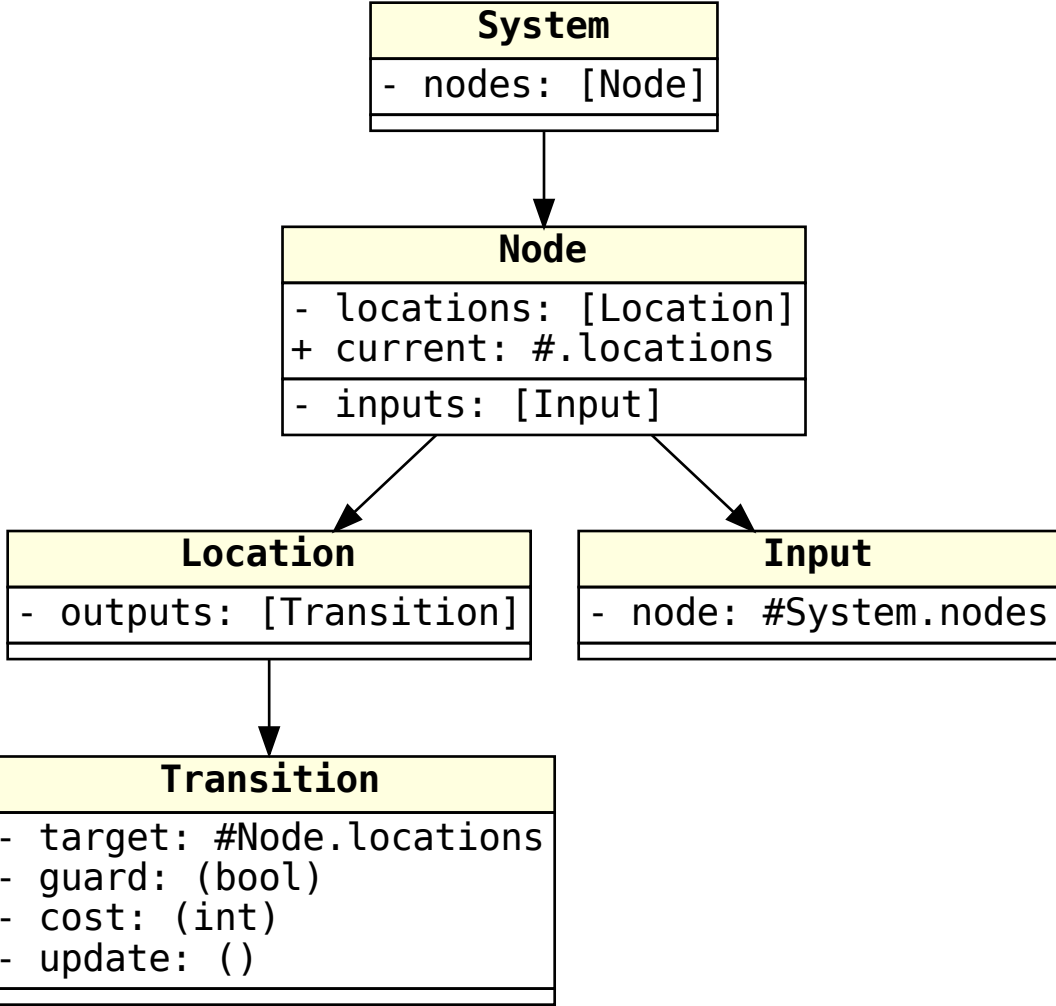 System
- nodes: [Node]
Node
- locations: [Location]
+ current: #.locations
- inputs: [Input]
Location
- outputs: [Transition]
Input
- node: #System.nodes
Transition
- target: #Node.locations
- guard: (bool)
- cost: (int)
- update: ()